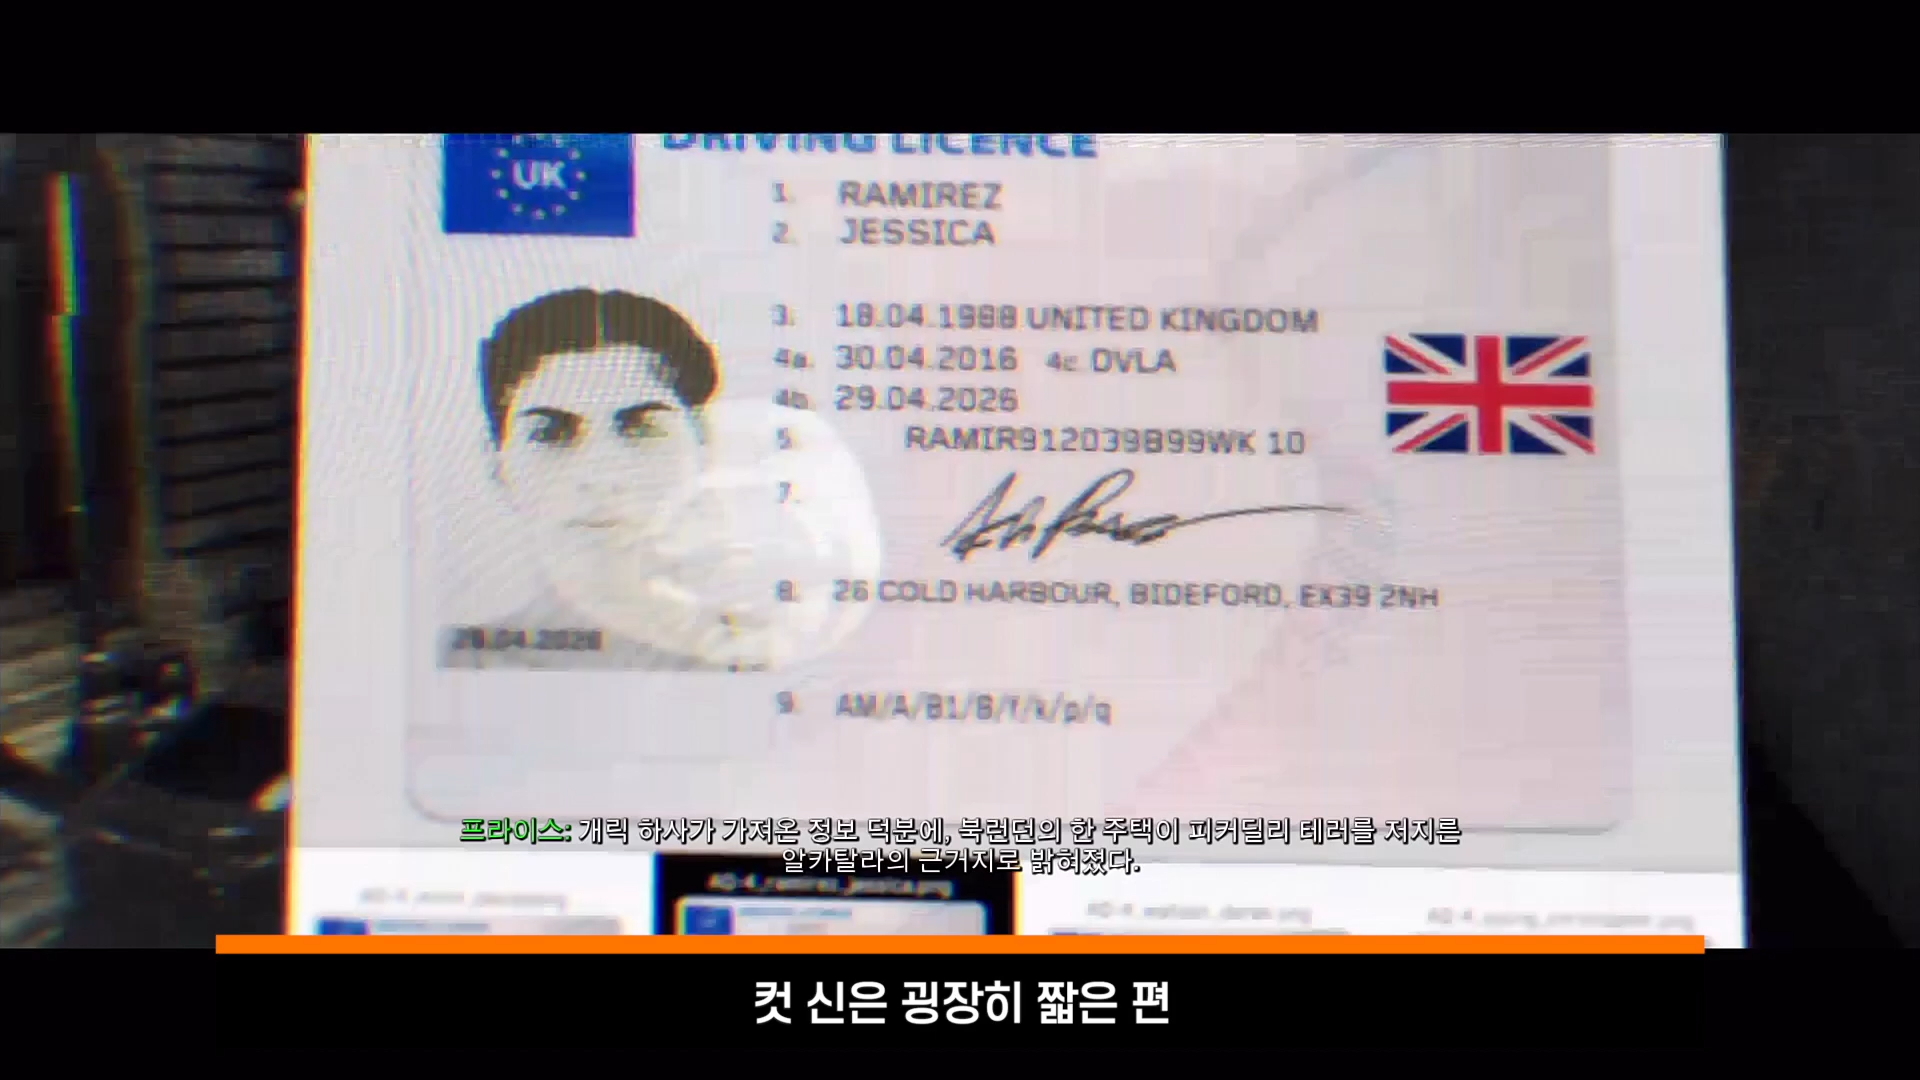 DRIVING LICENCE
UK
1. RAMIREZ
2. JESSICA
3. 18.04.1988 UNITED KINGDOM
4a. 30.04.2016 4c DVLA
4b. 29.04.2026
5. RAMIR912039B99WK 10
7.
8. 26 COLD HARBOUR, BIDEFORD, EX39 2NH
29.04.2026
9. AM/A/B1/B/f/k/p/q
프라이스: 개릭 하사가 가져온 정보 덕분에, 북런던의 한 주택이 피커딜리 테러를 저지른
알카탈라의 근거지로 밝혀졌다.
AQ-4_ramirez_jessica.png
컷 신은 굉장히 짧은 편